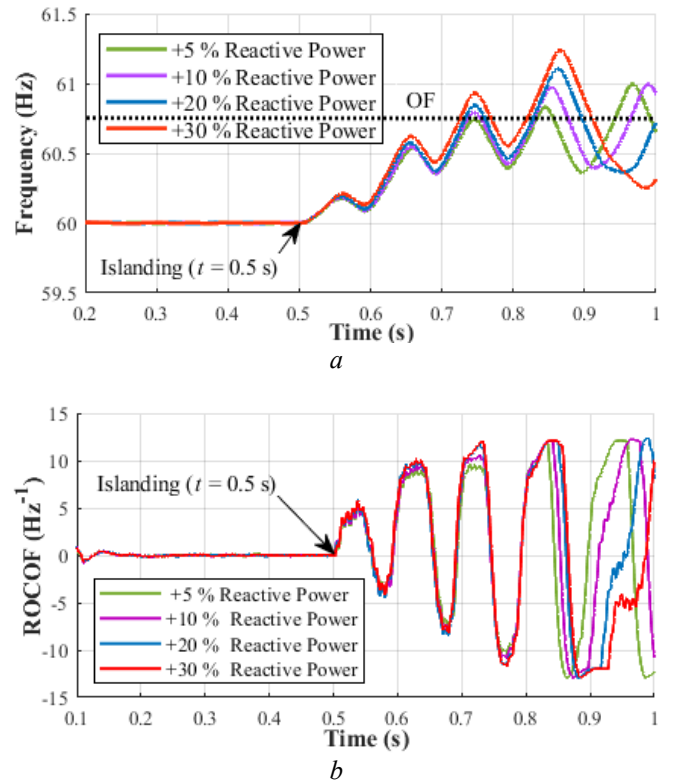 61.5
61
60.5
60
59.5
Frequency (Hz)
+5 % Reactive Power
+10 % Reactive Power
+20 % Reactive Power
+30 % Reactive Power
OF
Islanding (t = 0.5 s)
0.2 0.3 0.4 0.5 0.6 0.7 0.8 0.9 1
Time (s)
a
15
10
5
0
-5
-10
-15
ROCOF (Hz⁻¹)
Islanding (t = 0.5 s)
+5 % Reactive Power
+10 % Reactive Power
+20 % Reactive Power
+30 % Reactive Power
0.1 0.2 0.3 0.4 0.5 0.6 0.7 0.8 0.9 1
Time (s)
b